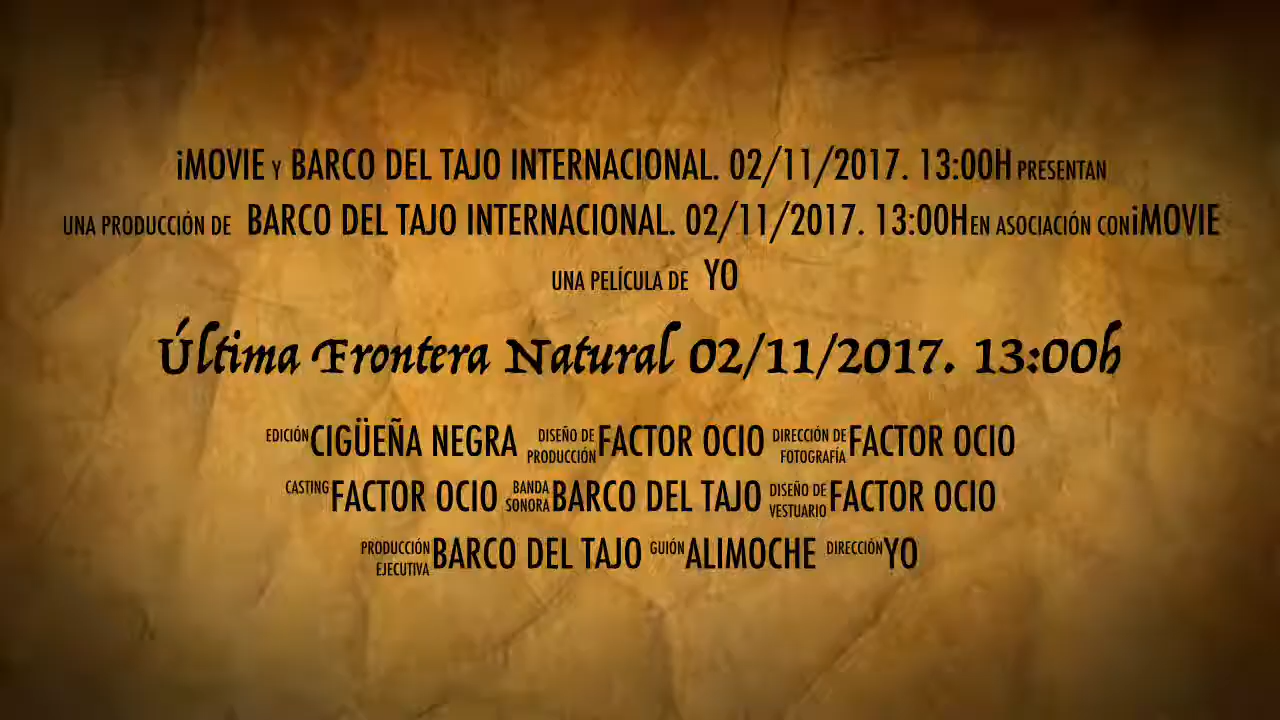 iMOVIE Y BARCO DEL TAJO INTERNACIONAL. 02/11/2017. 13:00H PRESENTAN
UNA PRODUCCIÓN DE BARCO DEL TAJO INTERNACIONAL. 02/11/2017. 13:00H EN ASOCIACIÓN CON iMOVIE
UNA PELÍCULA DE YO
Última Frontera Natural 02/11/2017. 13:00h
EDICIÓN CIGÜEÑA NEGRA DISEÑO DE PRODUCCIÓN FACTOR OCIO DIRECCIÓN DE FOTOGRAFÍA FACTOR OCIO
CASTING FACTOR OCIO BANDA SONORA BARCO DEL TAJO DISEÑO DE VESTUARIO FACTOR OCIO
PRODUCCIÓN EJECUTIVA BARCO DEL TAJO GUIÓN ALIMOCHE DIRECCIÓN YO